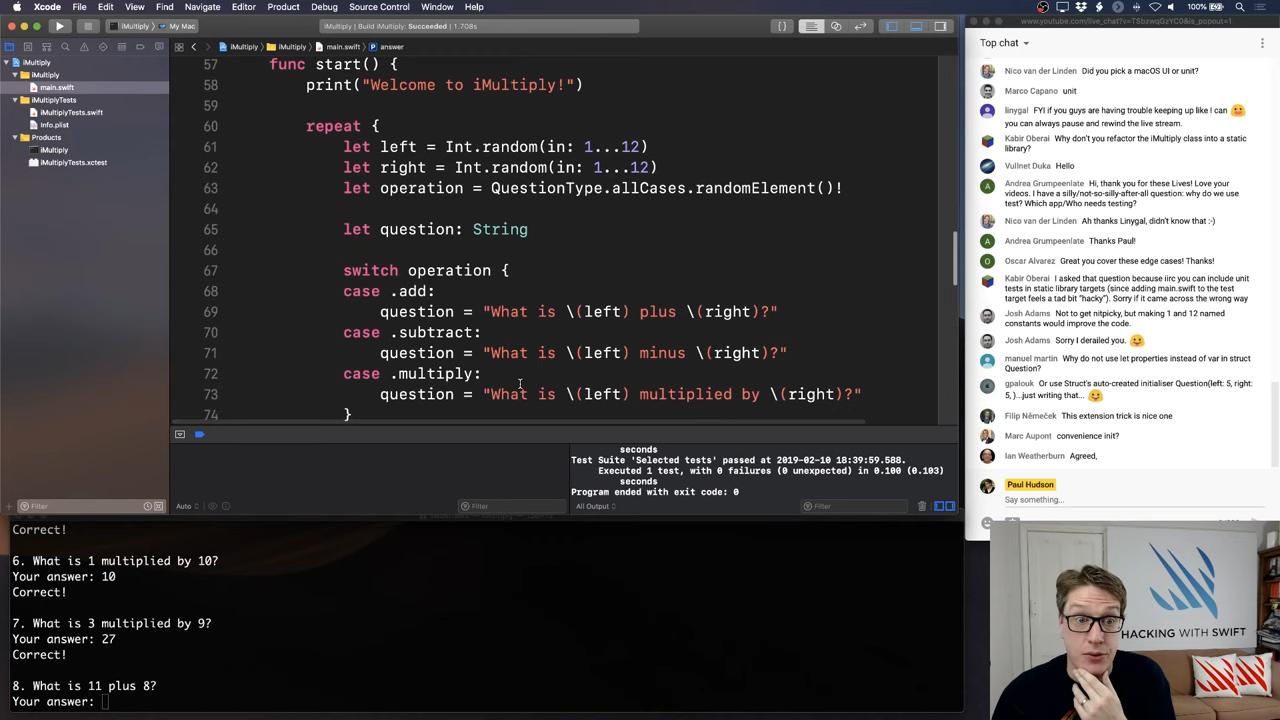 Xcode File Edit View Find Navigate Editor Product Debug Source Control Window Help
iMultiply My Mac
iMultiply | Build iMultiply: Succeeded | 1.708s
iMultiply iMultiply main.swift answer
iMultiply
iMultiply
main.swift
iMultiplyTests
iMultiplyTests.swift
Info.plist
Products
iMultiply
iMultiplyTests.xctest
57 func start() {
58 print("Welcome to iMultiply!")
59
60 repeat {
61 let left = Int.random(in: 1...12)
62 let right = Int.random(in: 1...12)
63 let operation = QuestionType.allCases.randomElement()!
64
65 let question: String
66
67 switch operation {
68 case .add:
69 question = "What is \(left) plus \(right)?"
70 case .subtract:
71 question = "What is \(left) minus \(right)?"
72 case .multiply:
73 question = "What is \(left) multiplied by \(right)?"
74 }
seconds
Test Suite 'Selected tests' passed at 2019-02-10 18:39:59.588.
Executed 1 test, with 0 failures (0 unexpected) in 0.100 (0.103)
seconds
Program ended with exit code: 0
Filter
Auto
Filter
All Output
Filter
Correct!
6. What is 1 multiplied by 10?
Your answer: 10
Correct!
7. What is 3 multiplied by 9?
Your answer: 27
Correct!
8. What is 11 plus 8?
Your answer:
www.youtube.com/live_chat?v=TSbzwqGzYC0&is_popout=1
Top chat
Nico van der Linden Did you pick a macOS UI or unit?
Marco Capano unit
linygal FYI if you guys are having trouble keeping up like I can
you can always pause and rewind the live stream.
Kabir Oberai Why don't you refactor the iMultiply class into a static
library?
Vullnet Duka Hello
Andrea Grumpeenlate Hi, thank you for these Lives! Love your
videos. I have a silly/not-so-silly-after-all question: why do we use
test? Which app/Who needs testing?
Nico van der Linden Ah thanks Linygal, didn't know that :-)
Andrea Grumpeenlate Thanks Paul!
Oscar Alvarez Great you cover these edge cases! Thanks!
Kabir Oberai I asked that question because iirc you can include unit
tests in static library targets (since adding main.swift to the test
target feels a tad bit "hacky"). Sorry if it came across the wrong way
Josh Adams Not to get nitpicky, but making 1 and 12 named
constants would improve the code.
Josh Adams Sorry I derailed you.
manuel martin Why do not use let properties instead of var in struct
Question?
gpalouk Or use Struct's auto-created initialiser Question(left: 5, right:
5, )...just writing that...
Filip Němeček This extension trick is nice one
Marc Aupont convenience init?
Ian Weatherburn Agreed,
Paul Hudson
Say something...
HACKING WITH SWIFT